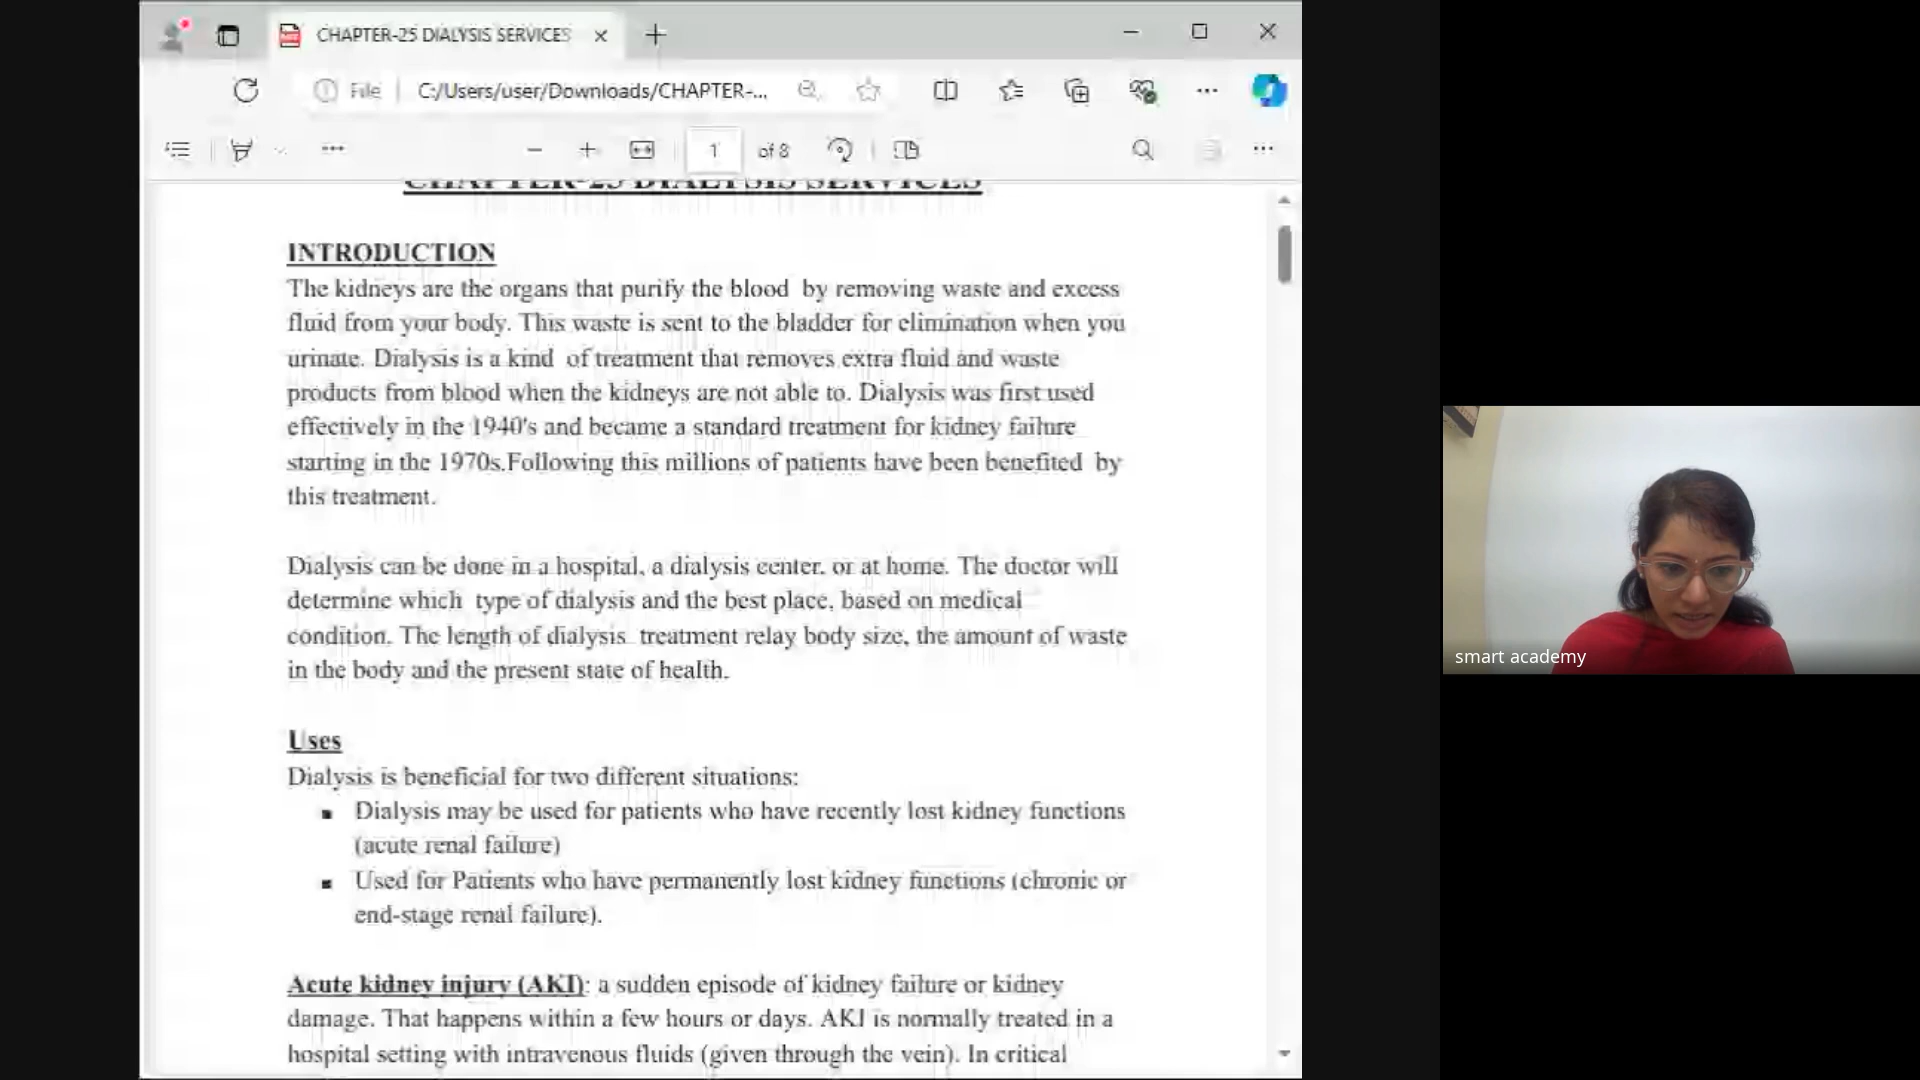 CHAPTER-25 DIALYSIS SERVICES
File
C:/Users/user/Downloads/CHAPTER-...
1 of 8
CHAPTER-25 DIALYSIS SERVICES
INTRODUCTION
The kidneys are the organs that purify the blood by removing waste and excess
fluid from your body. This waste is sent to the bladder for elimination when you
urinate. Dialysis is a kind of treatment that removes extra fluid and waste
products from blood when the kidneys are not able to. Dialysis was first used
effectively in the 1940's and became a standard treatment for kidney failure
starting in the 1970s.Following this millions of patients have been benefited by
this treatment.
Dialysis can be done in a hospital, a dialysis center, or at home. The doctor will
determine which type of dialysis and the best place, based on medical
condition. The length of dialysis treatment relay body size, the amount of waste
in the body and the present state of health.
Uses
Dialysis is beneficial for two different situations:
▪ Dialysis may be used for patients who have recently lost kidney functions
(acute renal failure)
▪ Used for Patients who have permanently lost kidney functions (chronic or
end-stage renal failure).
Acute kidney injury (AKI): a sudden episode of kidney failure or kidney
damage. That happens within a few hours or days. AKI is normally treated in a
hospital setting with intravenous fluids (given through the vein). In critical
smart academy